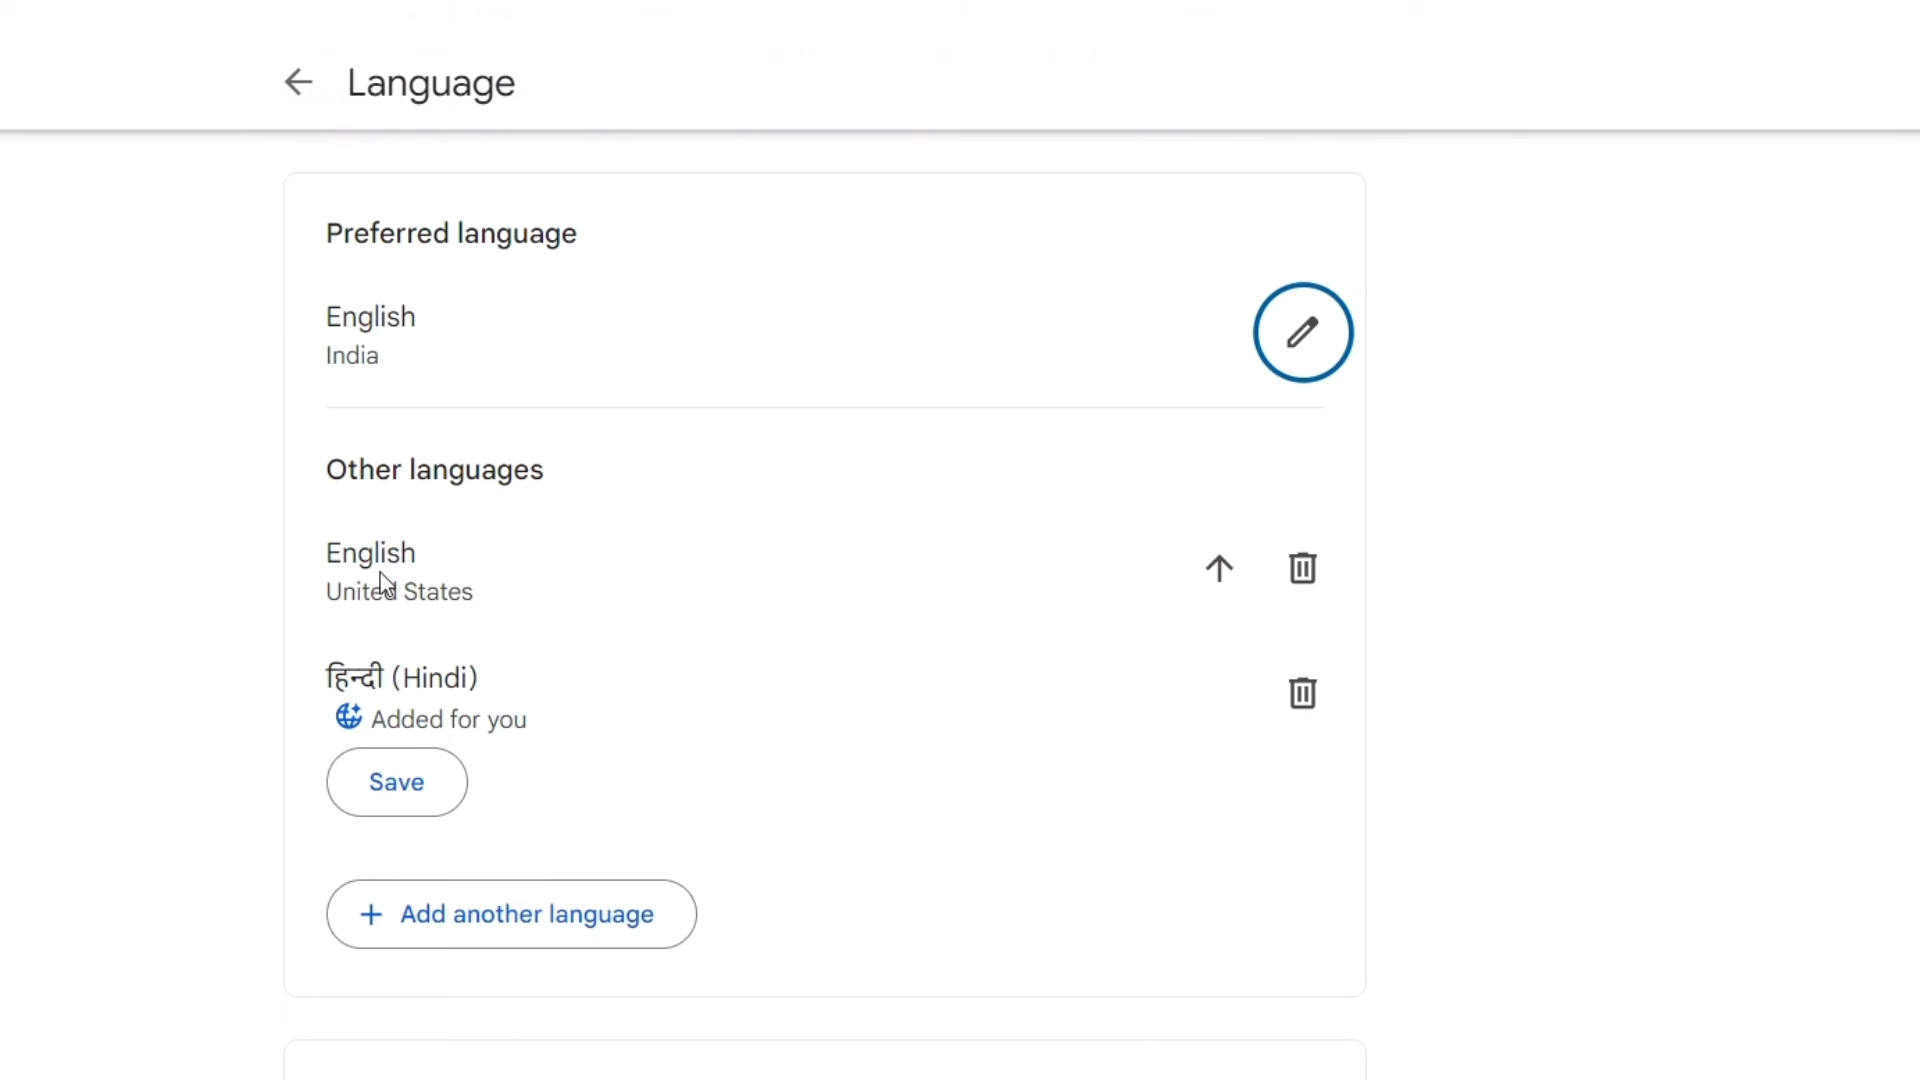 Language
Preferred language
English
India
Other languages
English
United States
हिन्दी (Hindi)
Added for you
Save
+ Add another language